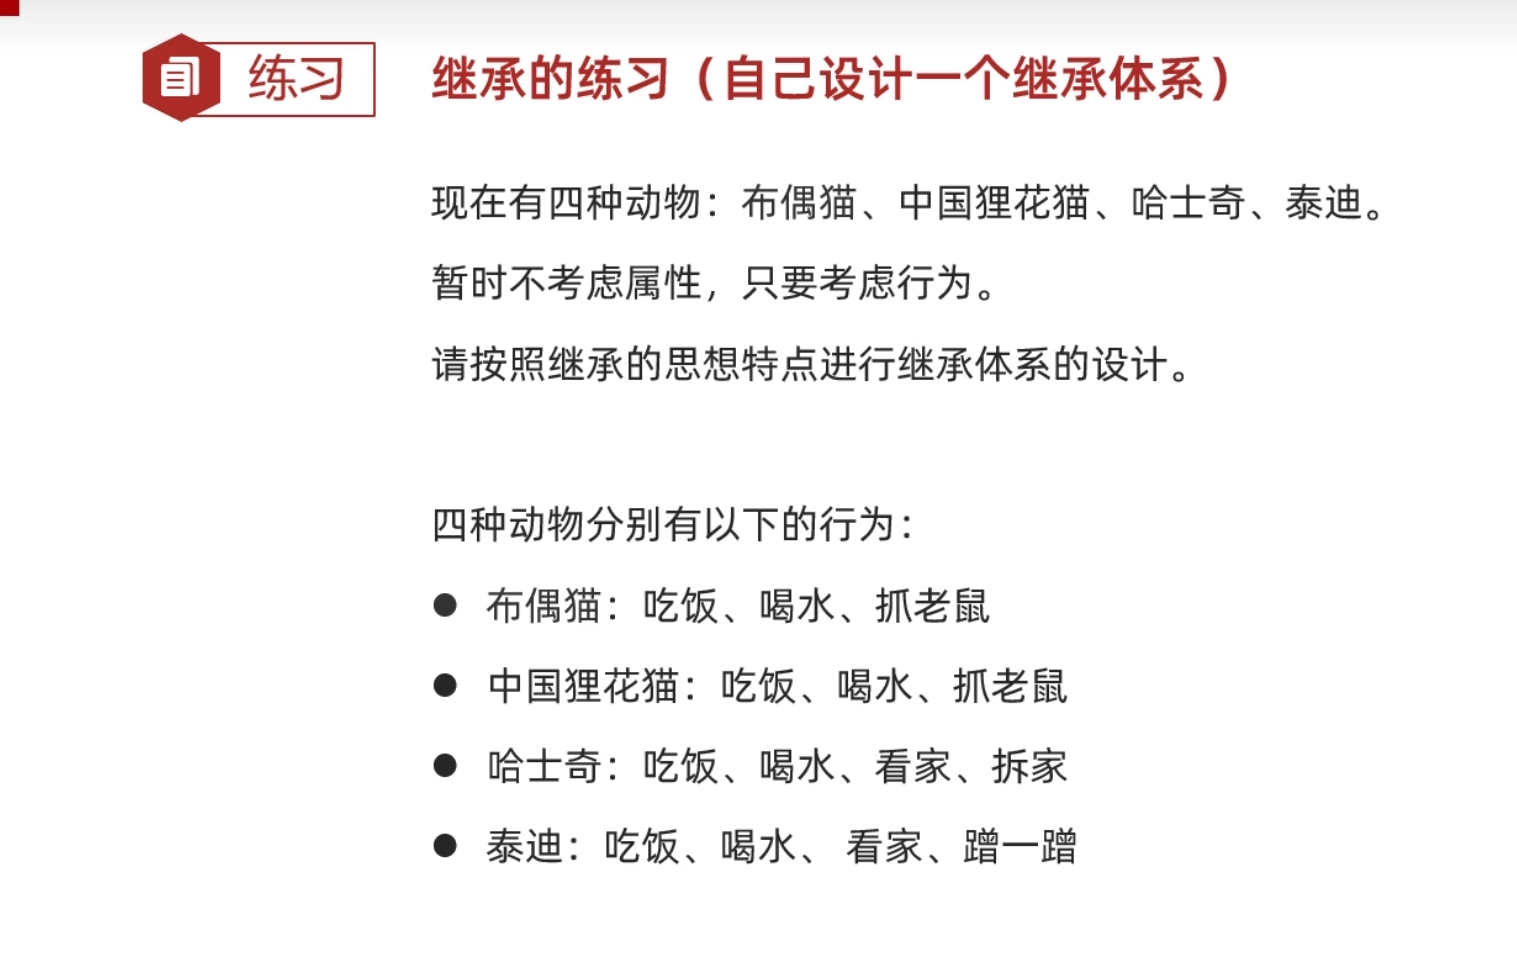 练习
继承的练习（自己设计一个继承体系）
现在有四种动物：布偶猫、中国狸花猫、哈士奇、泰迪。
暂时不考虑属性，只要考虑行为。
请按照继承的思想特点进行继承体系的设计。
四种动物分别有以下的行为：
● 布偶猫：吃饭、喝水、抓老鼠
● 中国狸花猫：吃饭、喝水、抓老鼠
● 哈士奇：吃饭、喝水、看家、拆家
● 泰迪：吃饭、喝水、 看家、蹭一蹭